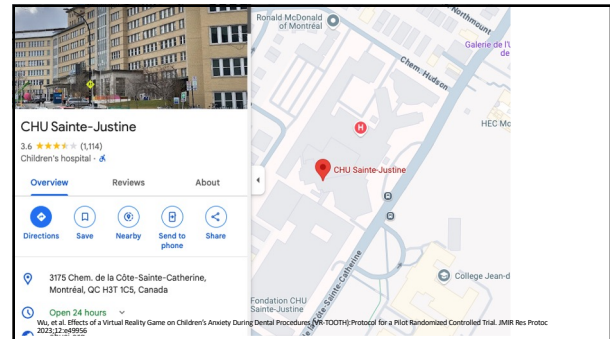 CHU Sainte-Justine
3.6 ★★★★★ (1,114)
Children's hospital ·
Overview Reviews About
Directions Save Nearby Send to phone Share
3175 Chem. de la Côte-Sainte-Catherine,
Montréal, QC H3T 1C5, Canada
Open 24 hours
Wu, et al. Effects of a Virtual Reality Game on Children's Anxiety During Dental Procedures (VR-TOOTH): Protocol for a Pilot Randomized Controlled Trial. JMIR Res Protoc
2023;12:e49956
Ronald McDonald
of Montréal
Northmount
Galerie de l'U
de
Chem. Hudson
HEC Mo
H
CHU Sainte-Justine
College Jean-d
Fondation CHU
Sainte-Justine
e la Côte-Sainte-Catherine